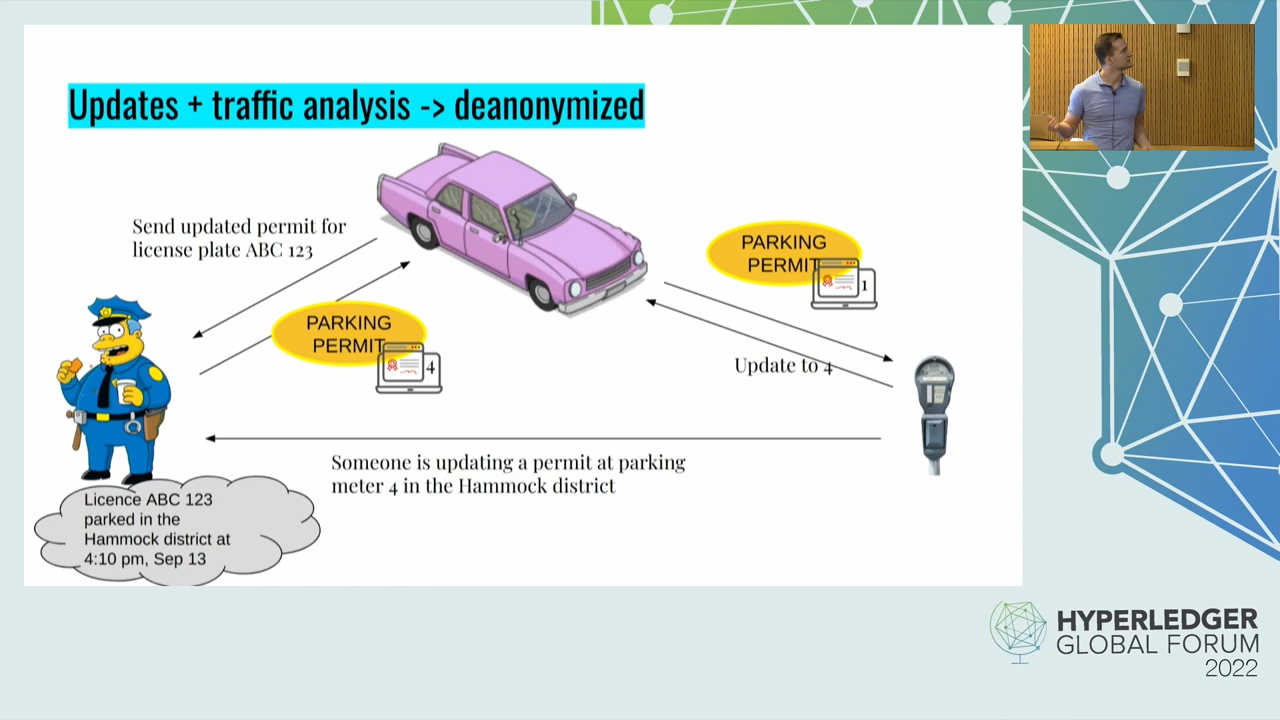 Updates + traffic analysis -> deanonymized
Send updated permit for
license plate ABC 123
PARKING
PERMIT
1
PARKING
PERMIT
4
Update to 4
Someone is updating a permit at parking
meter 4 in the Hammock district
Licence ABC 123
parked in the
Hammock district at
4:10 pm, Sep 13
HYPERLEDGER
GLOBAL FORUM
2022